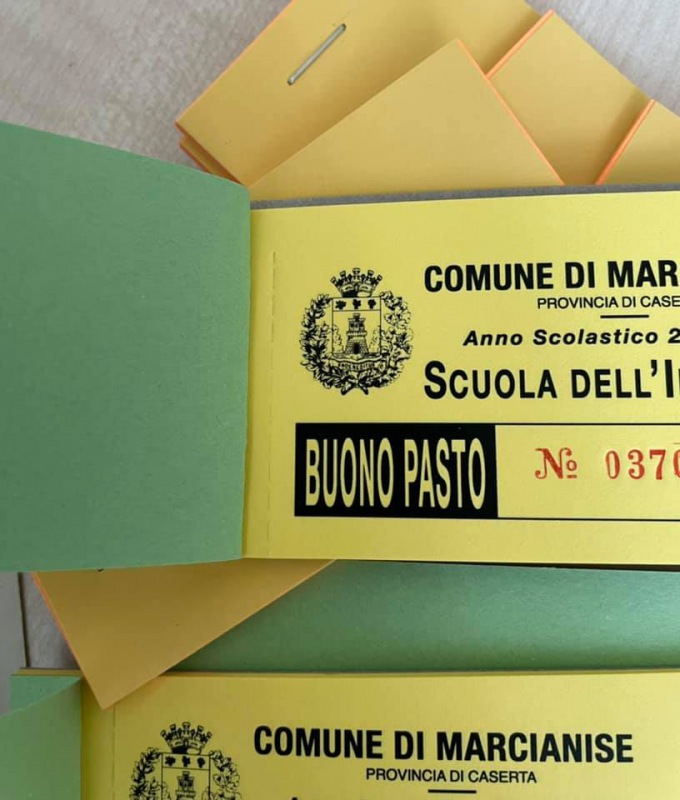 COMUNE DI MAR
PROVINCIA DI CASE
Anno Scolastico 2
SCUOLA DELL'I
BUONO PASTO
№ 0370
COMUNE DI MARCIANISE
PROVINCIA DI CASERTA